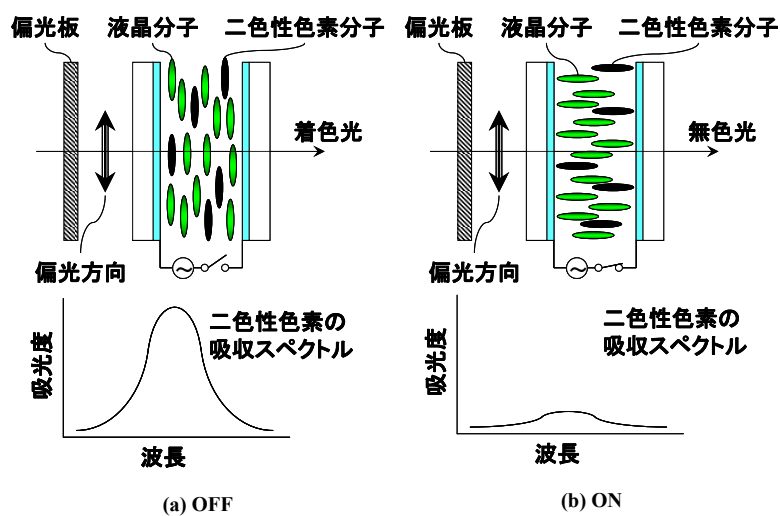 偏光板
液晶分子
二色性色素分子
着色光
偏光方向
~
二色性色素の
吸収スペクトル
吸光度
波長
(a) OFF
偏光板
液晶分子
二色性色素分子
無色光
偏光方向
~
二色性色素の
吸収スペクトル
吸光度
波長
(b) ON